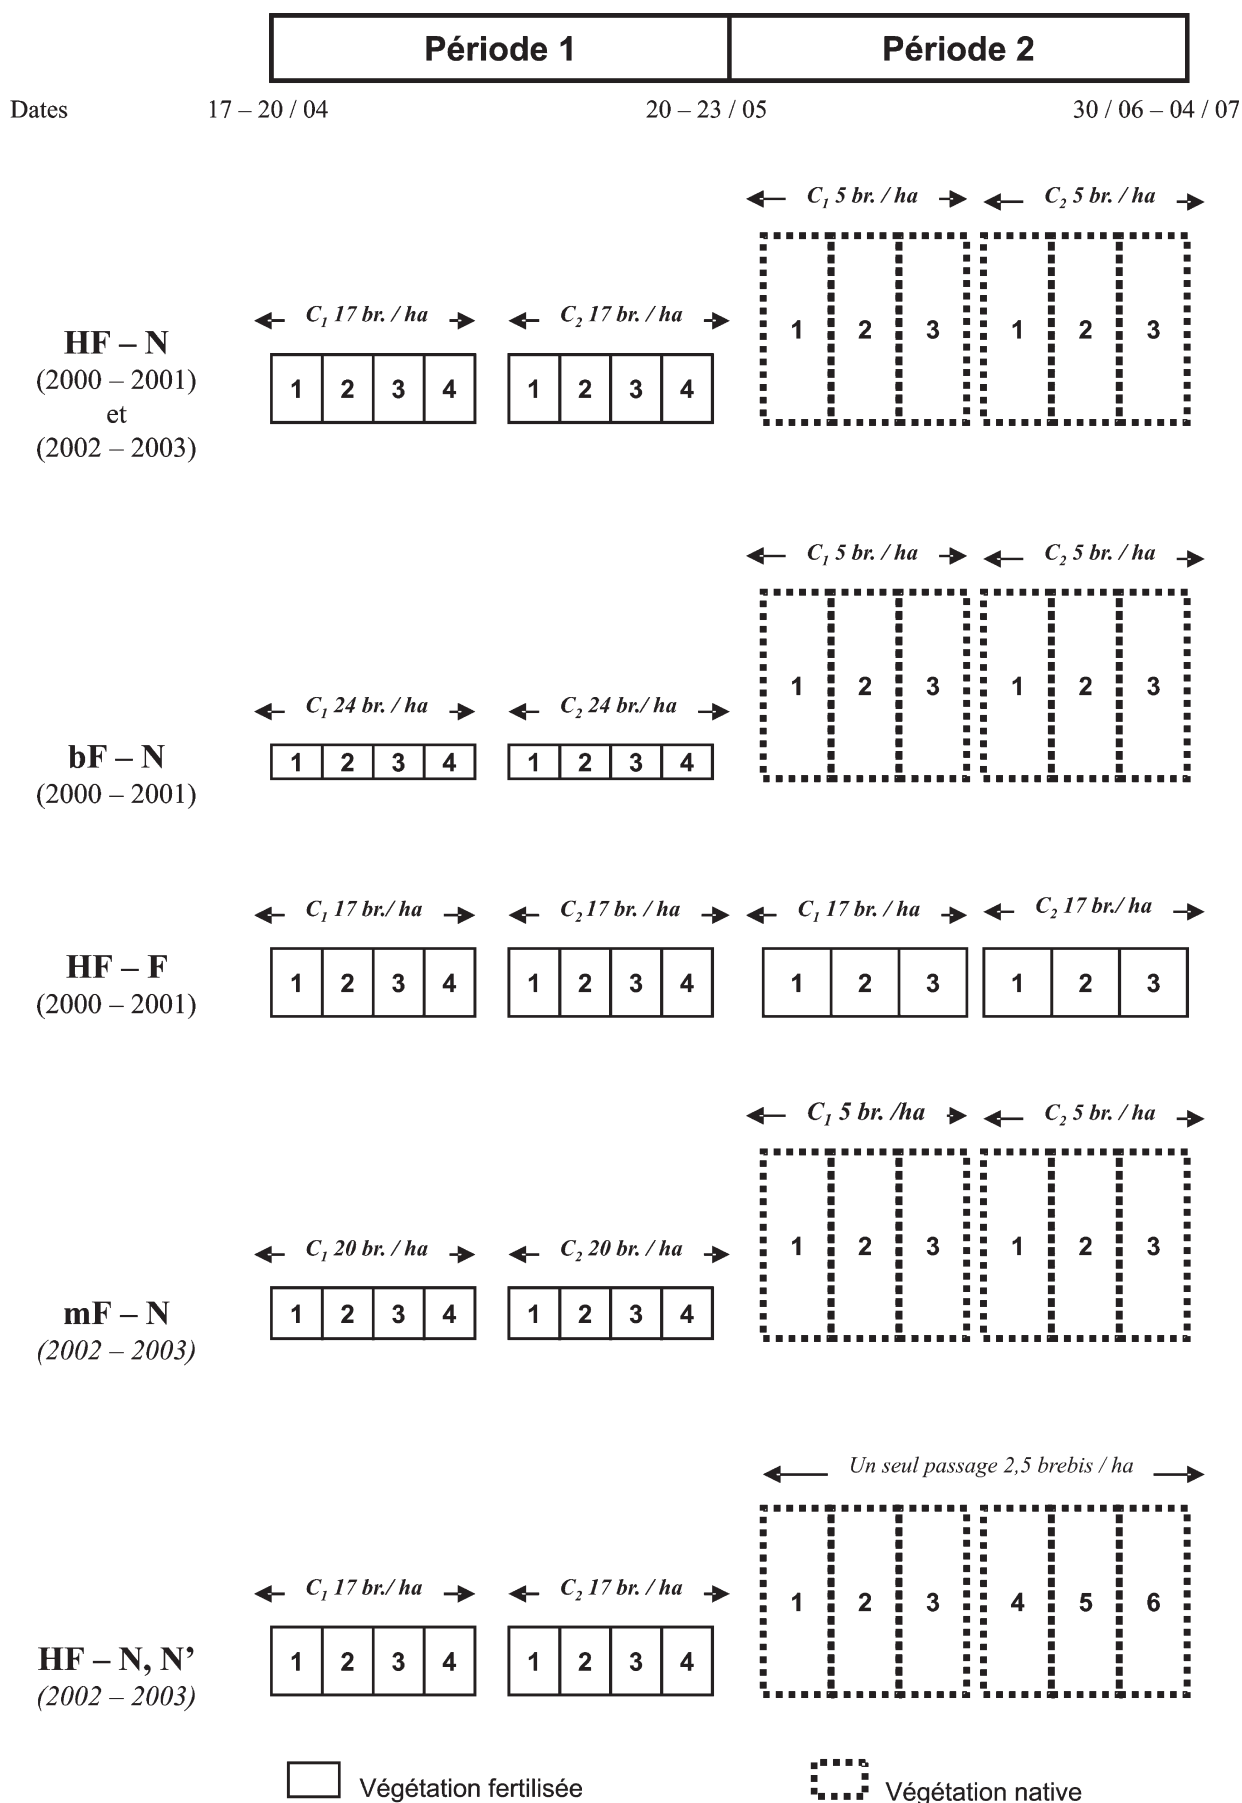 Période 1 Période 2
Dates 17 – 20 / 04 20 – 23 / 05 30 / 06 – 04 / 07
C1 5 br. / ha C2 5 br. / ha
C1 17 br. / ha C2 17 br. / ha
HF – N
(2000 – 2001)
et
(2002 – 2003)
1 2 3 4 1 2 3 4 1 2 3 1 2 3
C1 5 br. / ha C2 5 br. / ha
C1 24 br. / ha C2 24 br./ ha
bF – N
(2000 – 2001)
1 2 3 4 1 2 3 4 1 2 3 1 2 3
C1 17 br./ ha C2 17 br. / ha C1 17 br. / ha C2 17 br./ ha
HF – F
(2000 – 2001)
1 2 3 4 1 2 3 4 1 2 3 1 2 3
C1 5 br. /ha C2 5 br. / ha
C1 20 br. / ha C2 20 br. / ha
mF – N
(2002 – 2003)
1 2 3 4 1 2 3 4 1 2 3 1 2 3
Un seul passage 2,5 brebis / ha
C1 17 br./ ha C2 17 br. / ha
HF – N, N’
(2002 – 2003)
1 2 3 4 1 2 3 4 1 2 3 4 5 6
Végétation fertilisée Végétation native